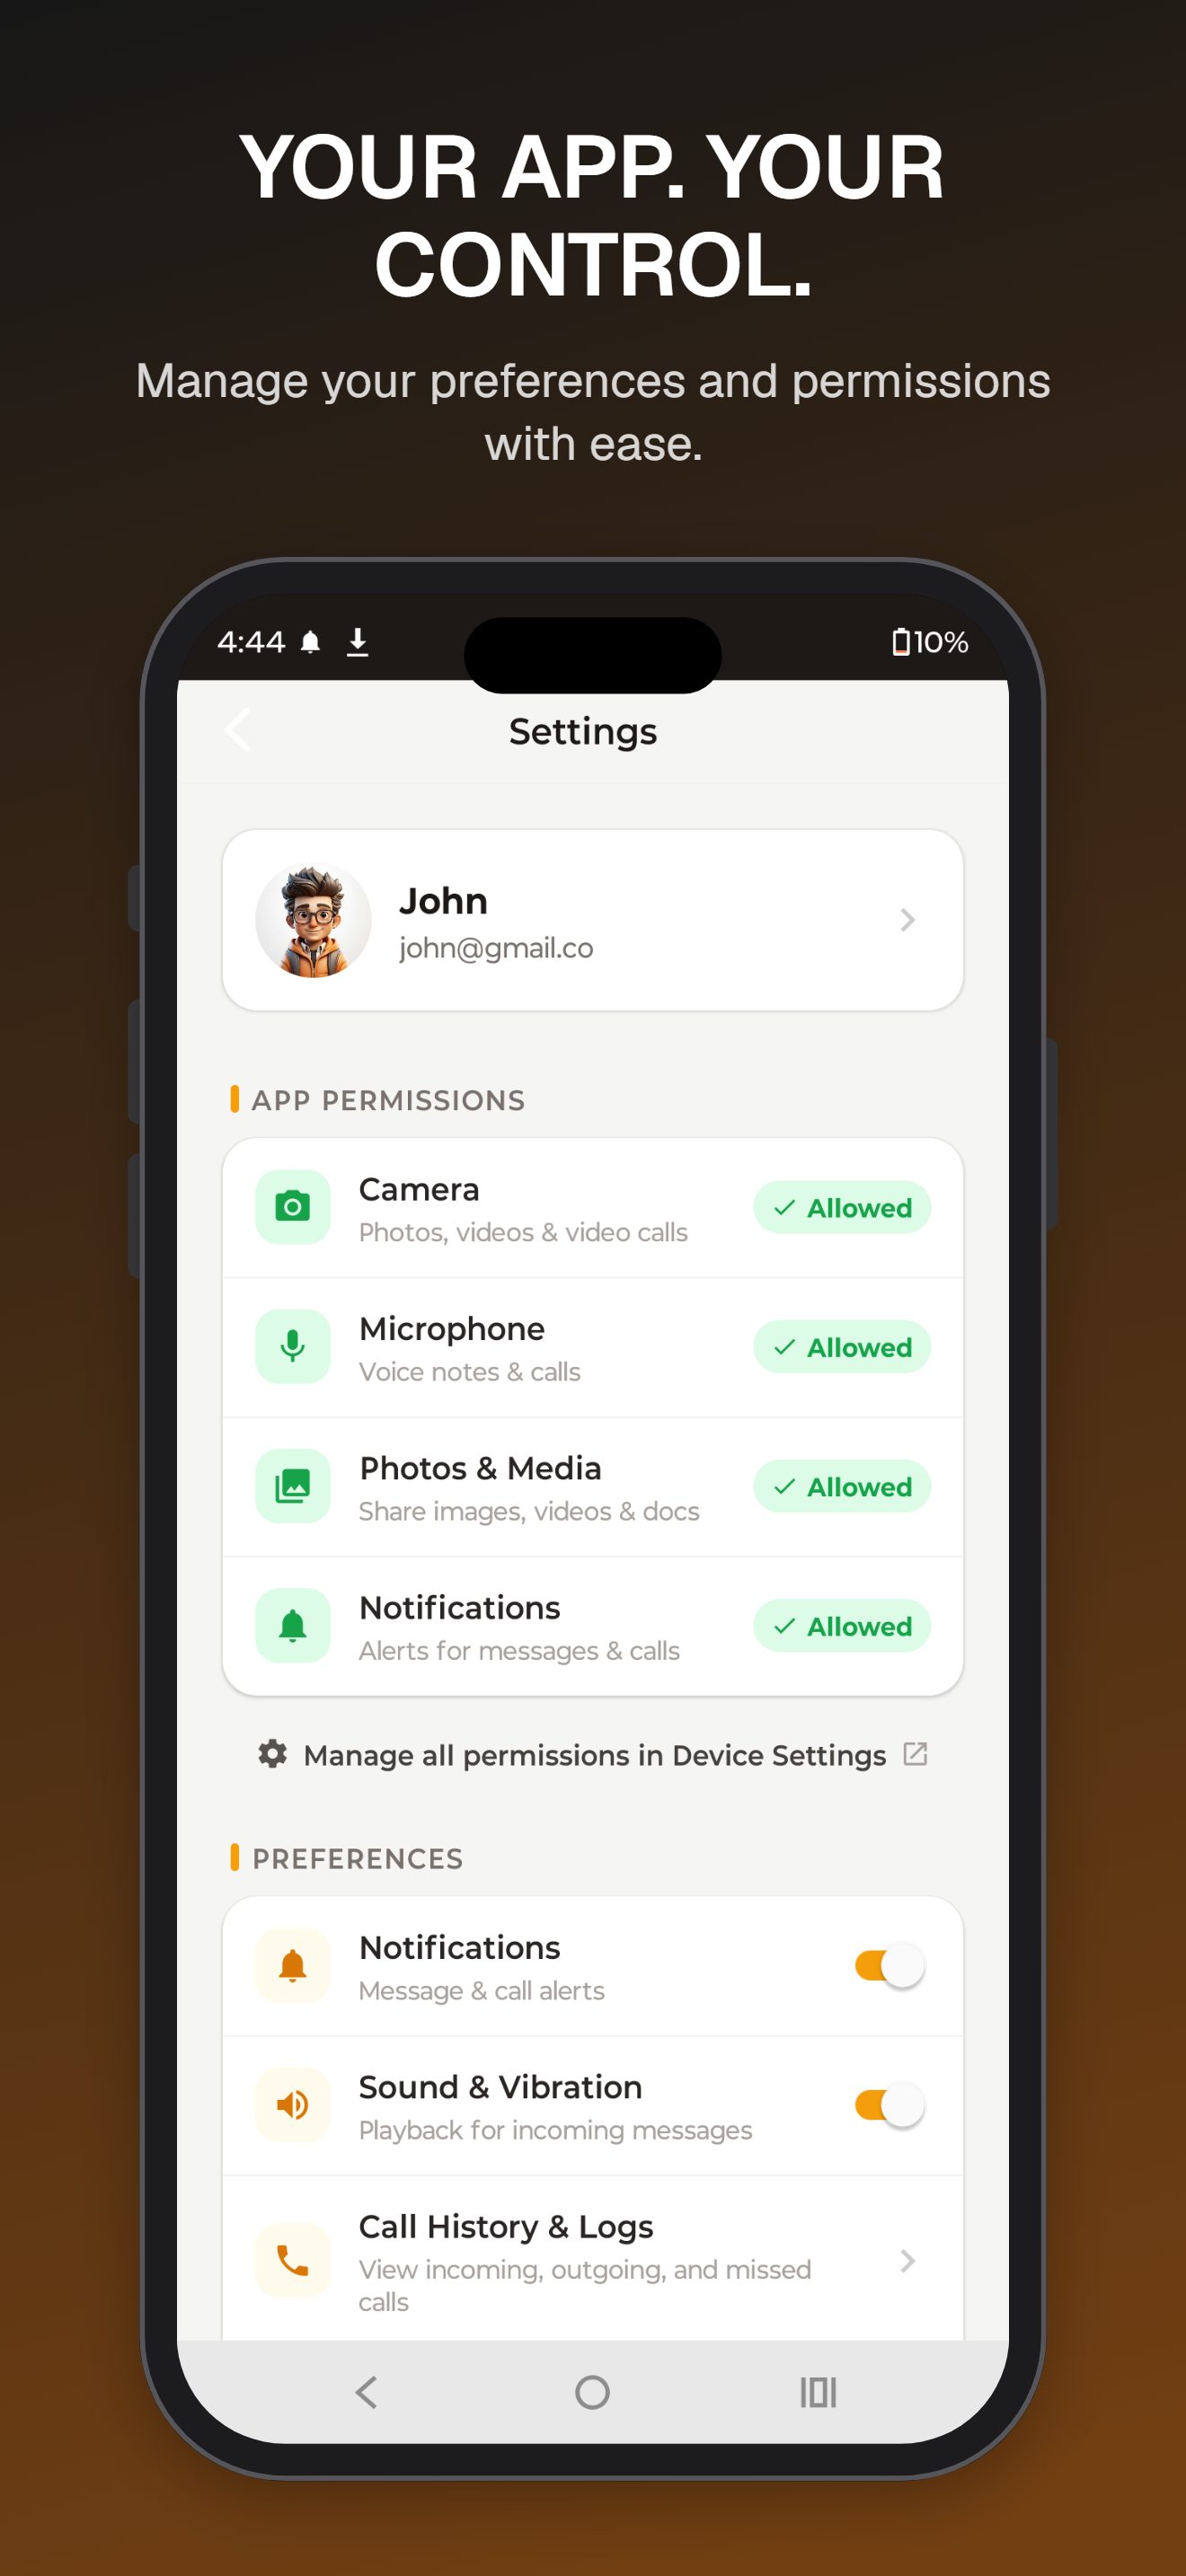 YOUR APP. YOUR
CONTROL.
Manage your preferences and permissions
with ease.
4:44
10%
Settings
John
john@gmail.co
APP PERMISSIONS
Camera
Photos, videos & video calls
Allowed
Microphone
Voice notes & calls
Allowed
Photos & Media
Share images, videos & docs
Allowed
Notifications
Alerts for messages & calls
Allowed
Manage all permissions in Device Settings
PREFERENCES
Notifications
Message & call alerts
Sound & Vibration
Playback for incoming messages
Call History & Logs
View incoming, outgoing, and missed
calls